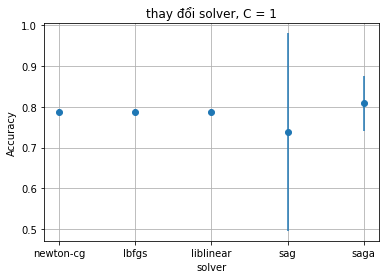 thay đổi solver, C = 1
1.0
0.9
0.8
0.7
0.6
0.5
Accuracy
newton-cg lbfgs liblinear sag saga
solver